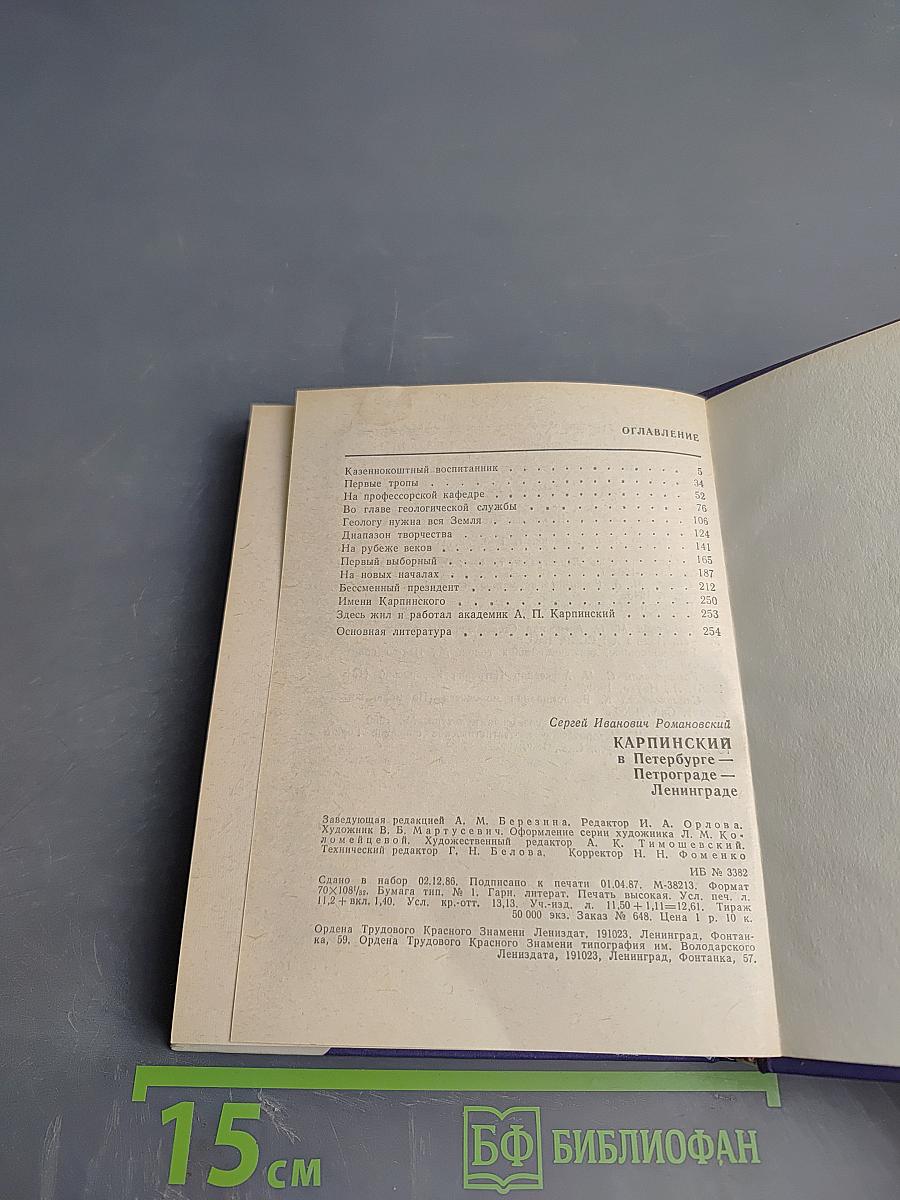 ОГЛАВЛЕНИЕ
Казеннокоштный воспитанник . . . . . . . . . . . 5
Первые тропы . . . . . . . . . . . . . . . 34
На профессорской кафедре . . . . . . . . . . . 52
Во главе геологической службы . . . . . . . . . 76
Геологу нужна вся Земля . . . . . . . . . . . 106
Диапазон творчества . . . . . . . . . . . . . 124
На рубеже веков . . . . . . . . . . . . . . 141
Первый выборный . . . . . . . . . . . . . . 165
На новых началах . . . . . . . . . . . . . . 187
Бессменный президент . . . . . . . . . . . . . 212
Имени Карпинского . . . . . . . . . . . . . 250
Здесь жил и работал академик А. П. Карпинский . . . . . 253
Основная литература . . . . . . . . . . . . . 254
Сергей Иванович Романовский
КАРПИНСКИЙ
в Петербурге —
Петрограде —
Ленинграде
Заведующая редакцией А. М. Березина. Редактор И. А. Орлова.
Художник В. Б. Мартусевич. Оформление серии художника Л. М. Ко-
ломейцевой. Художественный редактор А. К. Тимошевский.
Технический редактор Г. Н. Белова. Корректор Н. Н. Фоменко
ИБ № 3382
Сдано в набор 02.12.86. Подписано к печати 01.04.87. М-38213. Формат
70×108¹/₃₂. Бумага тип. № 1. Гарн. литерат. Печать высокая. Усл. печ. л.
11,2 + вкл. 1,40. Усл. кр.-отт. 13,13. Уч.-изд. л. 11,50 + 1,11=12,61. Тираж
50 000 экз. Заказ № 648. Цена 1 р. 10 к.
Ордена Трудового Красного Знамени Лениздат, 191023, Ленинград, Фонтан-
ка, 59. Ордена Трудового Красного Знамени типография им. Володарского
Лениздата, 191023, Ленинград, Фонтанка, 57.
15 см
БФ БИБЛИОФАН